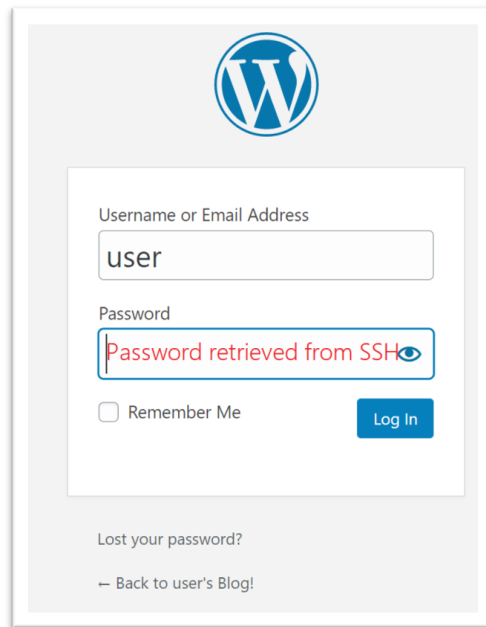 Username or Email Address
user
Password
Password retrieved from SSH
Remember Me
Log In
Lost your password?
← Back to user's Blog!